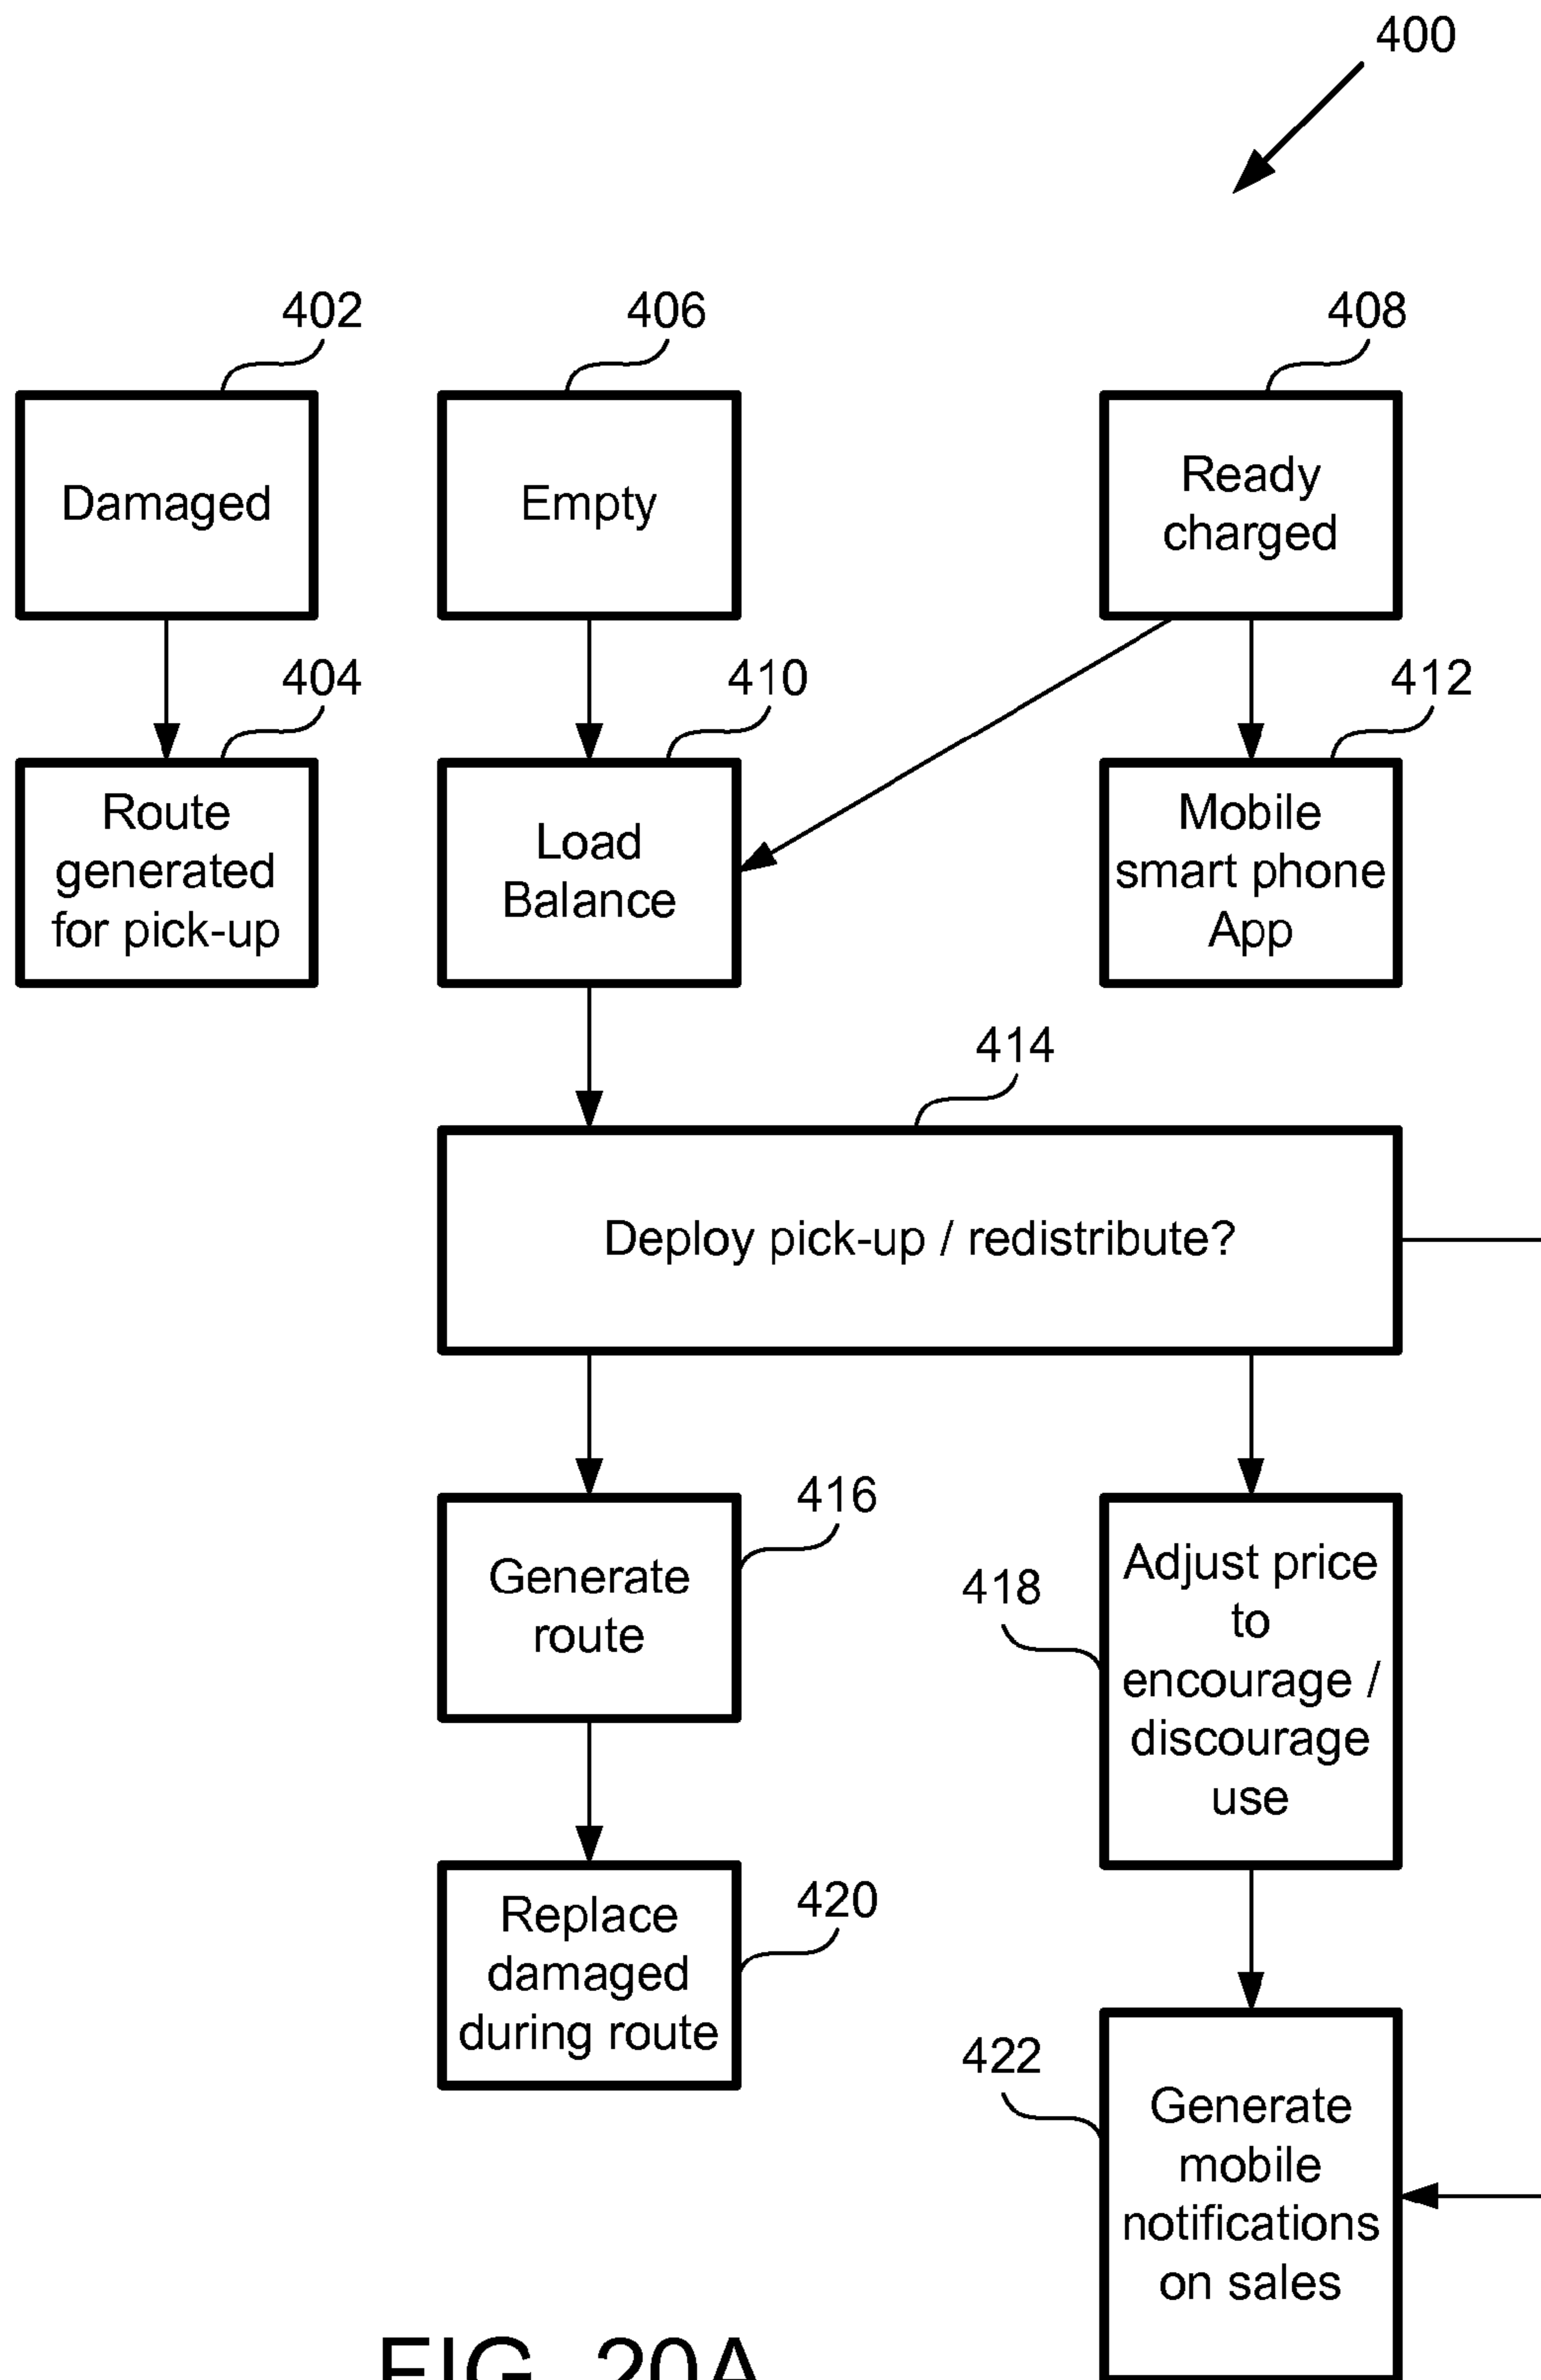 400
402
406
408
Damaged
Empty
Ready
charged
404
410
412
Route
generated
for pick-up
Load
Balance
Mobile
smart phone
App
414
Deploy pick-up / redistribute?
416
Generate
route
418
Adjust price
to
encourage /
discourage
use
420
Replace
damaged
during route
422
Generate
mobile
notifications
on sales
FIG. 20A